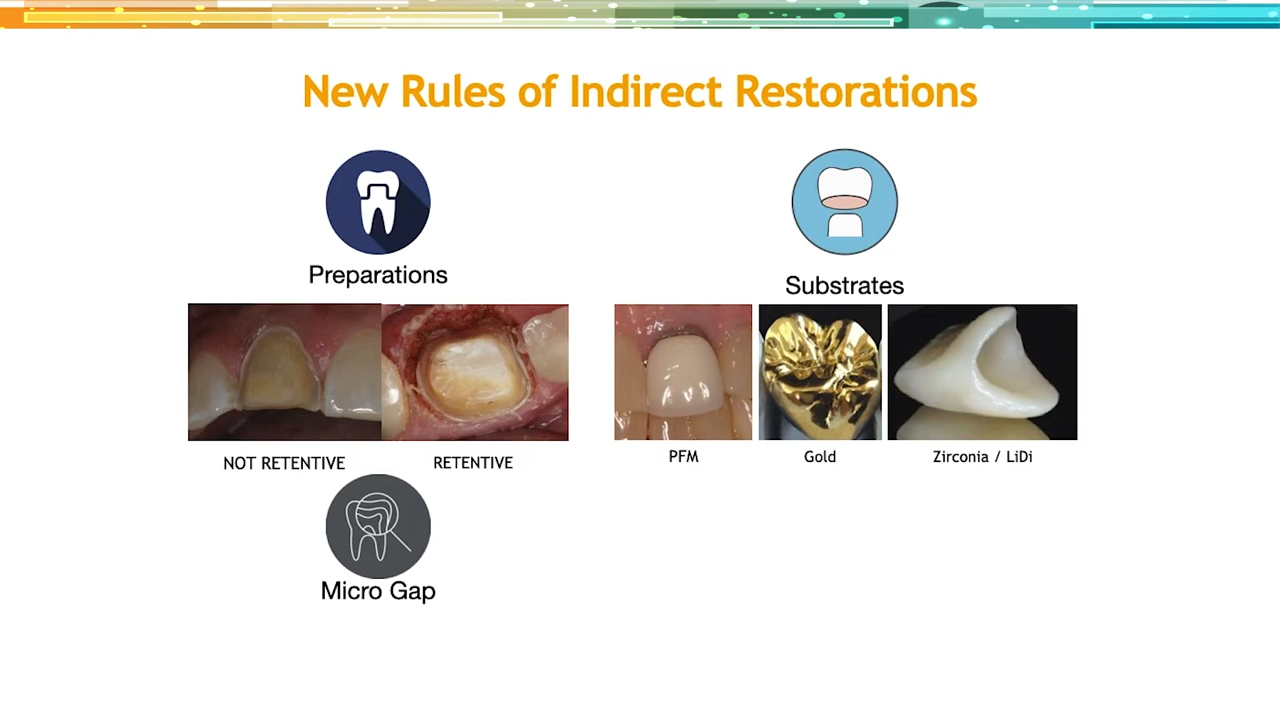 New Rules of Indirect Restorations
Preparations
NOT RETENTIVE
RETENTIVE
Micro Gap
Substrates
PFM
Gold
Zirconia / LiDi